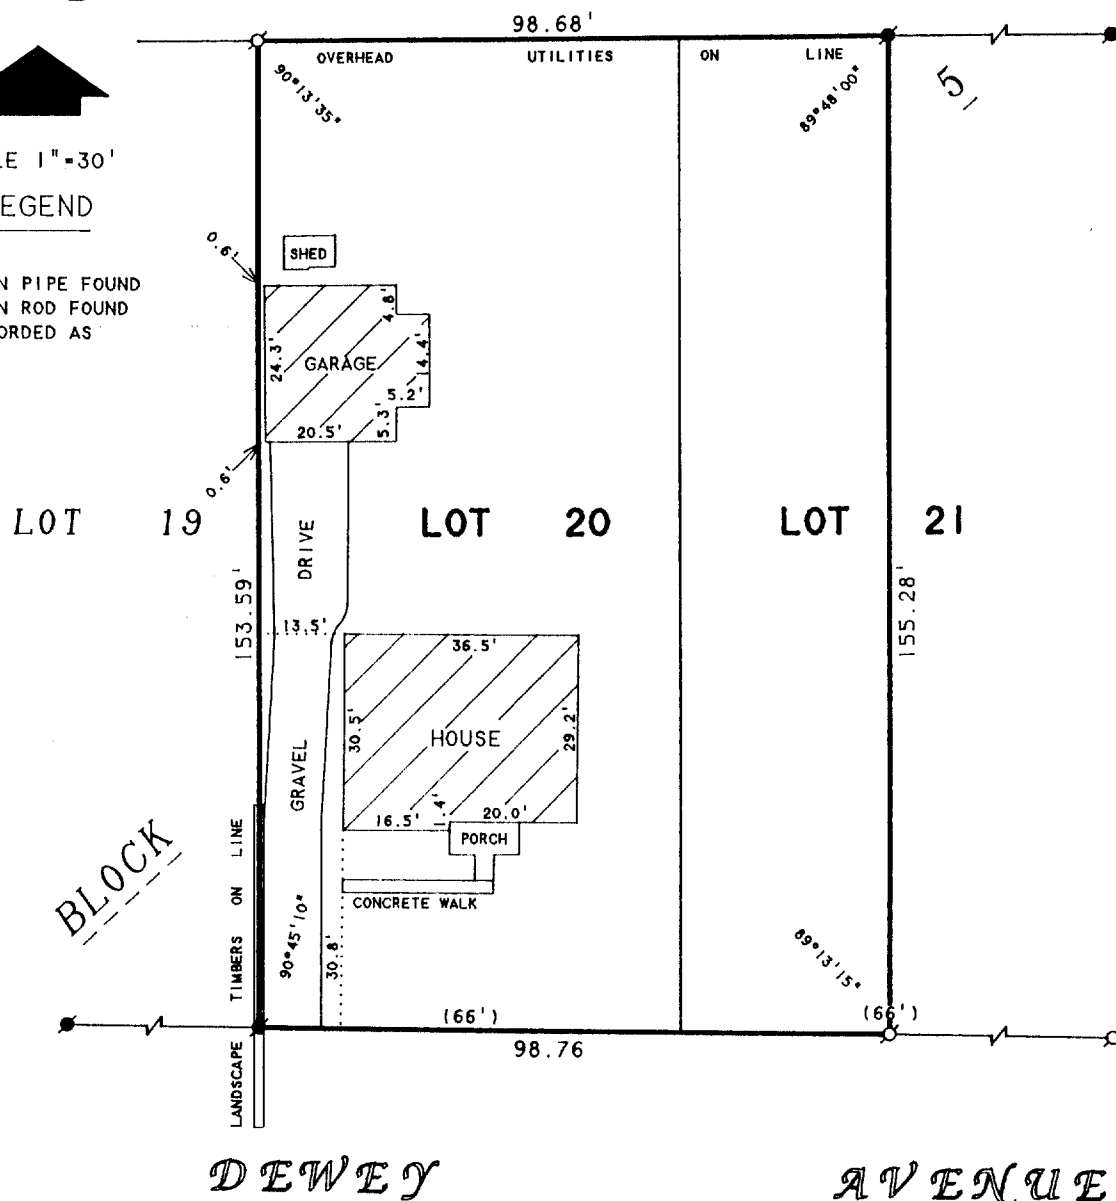 98.68'
OVERHEAD UTILITIES ON LINE
90°13'35"
89°48'00"
5
LE 1"=30'
EGEND
N PIPE FOUND
N ROD FOUND
ORDED AS
SHED
0.6'
4.8'
24.3'
GARAGE
14.4'
5.2'
5.3'
20.5'
0.6'
LOT 19
LOT 20
LOT 21
DRIVE
153.59'
155.28'
13.5'
36.5'
30.5'
HOUSE
29.2'
GRAVEL
16.5'
1.4'
20.0'
PORCH
BLOCK
CONCRETE WALK
LANDSCAPE TIMBERS ON LINE
90°45'10"
30.8'
89°13'15"
(66')
(66')
98.76
DEWEY AVENUE